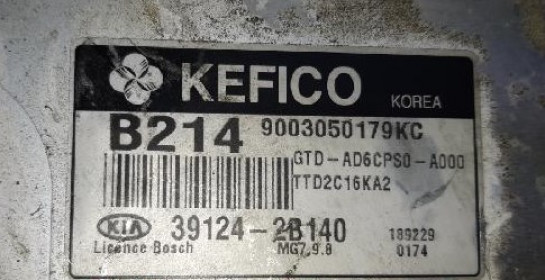 KEFICO KOREA
B214 9003050179KC
GTD-AD6CPS0-A000
TTD2C16KA2
KIA 39124-2B140 189229
Licence Bosch MG7.9.8 0174